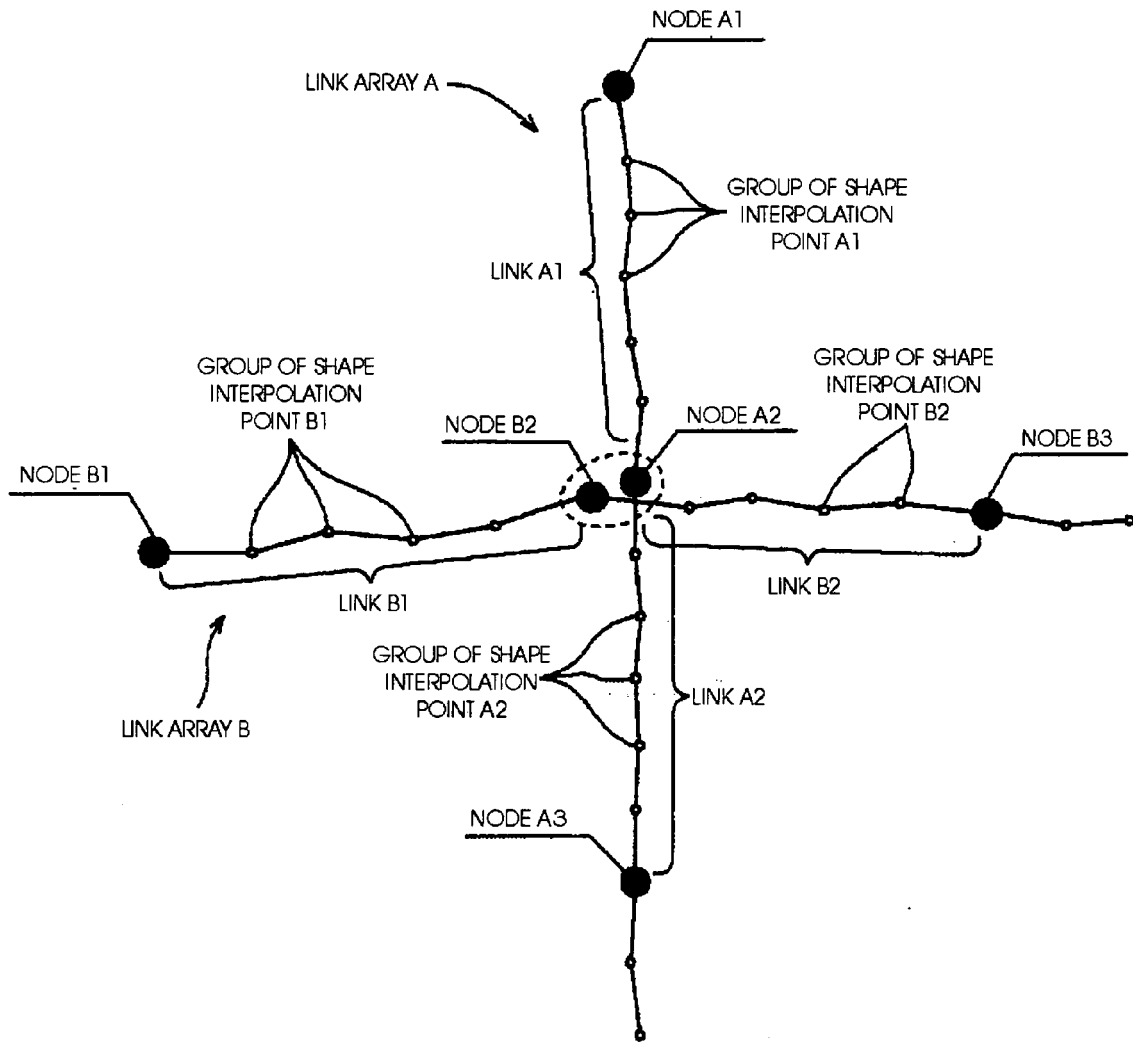 NODE A1
LINK ARRAY A
GROUP OF SHAPE
INTERPOLATION
POINT A1
LINK A1
GROUP OF SHAPE
INTERPOLATION
POINT B1
GROUP OF SHAPE
INTERPOLATION
POINT B2
NODE B2
NODE A2
NODE B3
NODE B1
LINK B1
LINK B2
GROUP OF SHAPE
INTERPOLATION
POINT A2
LINK A2
LINK ARRAY B
NODE A3